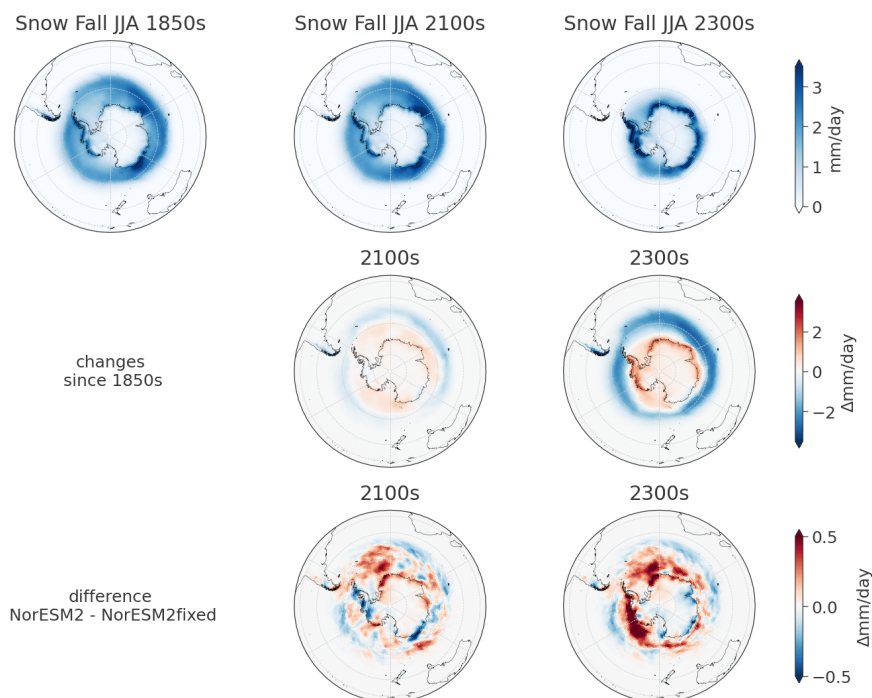 Snow Fall JJA 1850s
Snow Fall JJA 2100s
Snow Fall JJA 2300s
3
2
1
0
mm/day
2100s
2300s
changes
since 1850s
2
0
−2
Δmm/day
2100s
2300s
difference
NorESM2 - NorESM2fixed
0.5
0.0
−0.5
Δmm/day